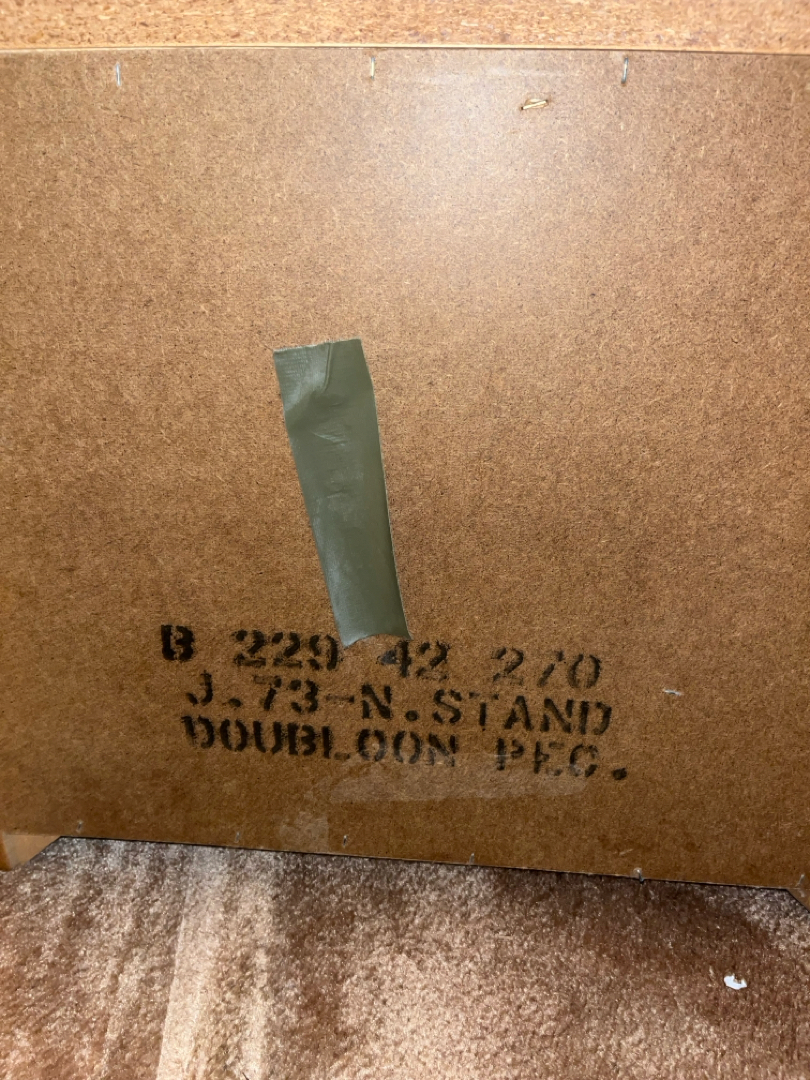 B 229 42 270
J.73-N.STAND
DOUBLOON PEC.